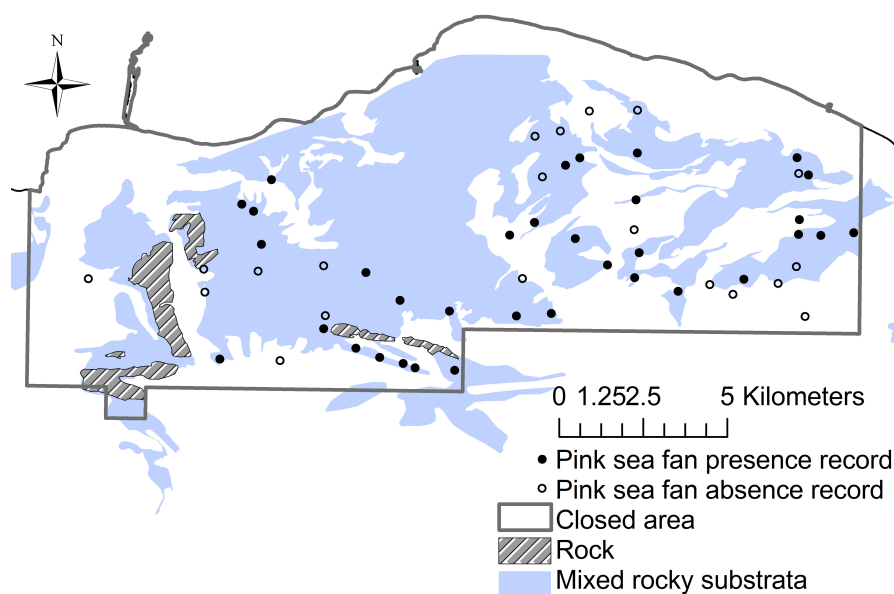 N
0 1.252.5 5 Kilometers
Pink sea fan presence record
Pink sea fan absence record
Closed area
Rock
Mixed rocky substrata